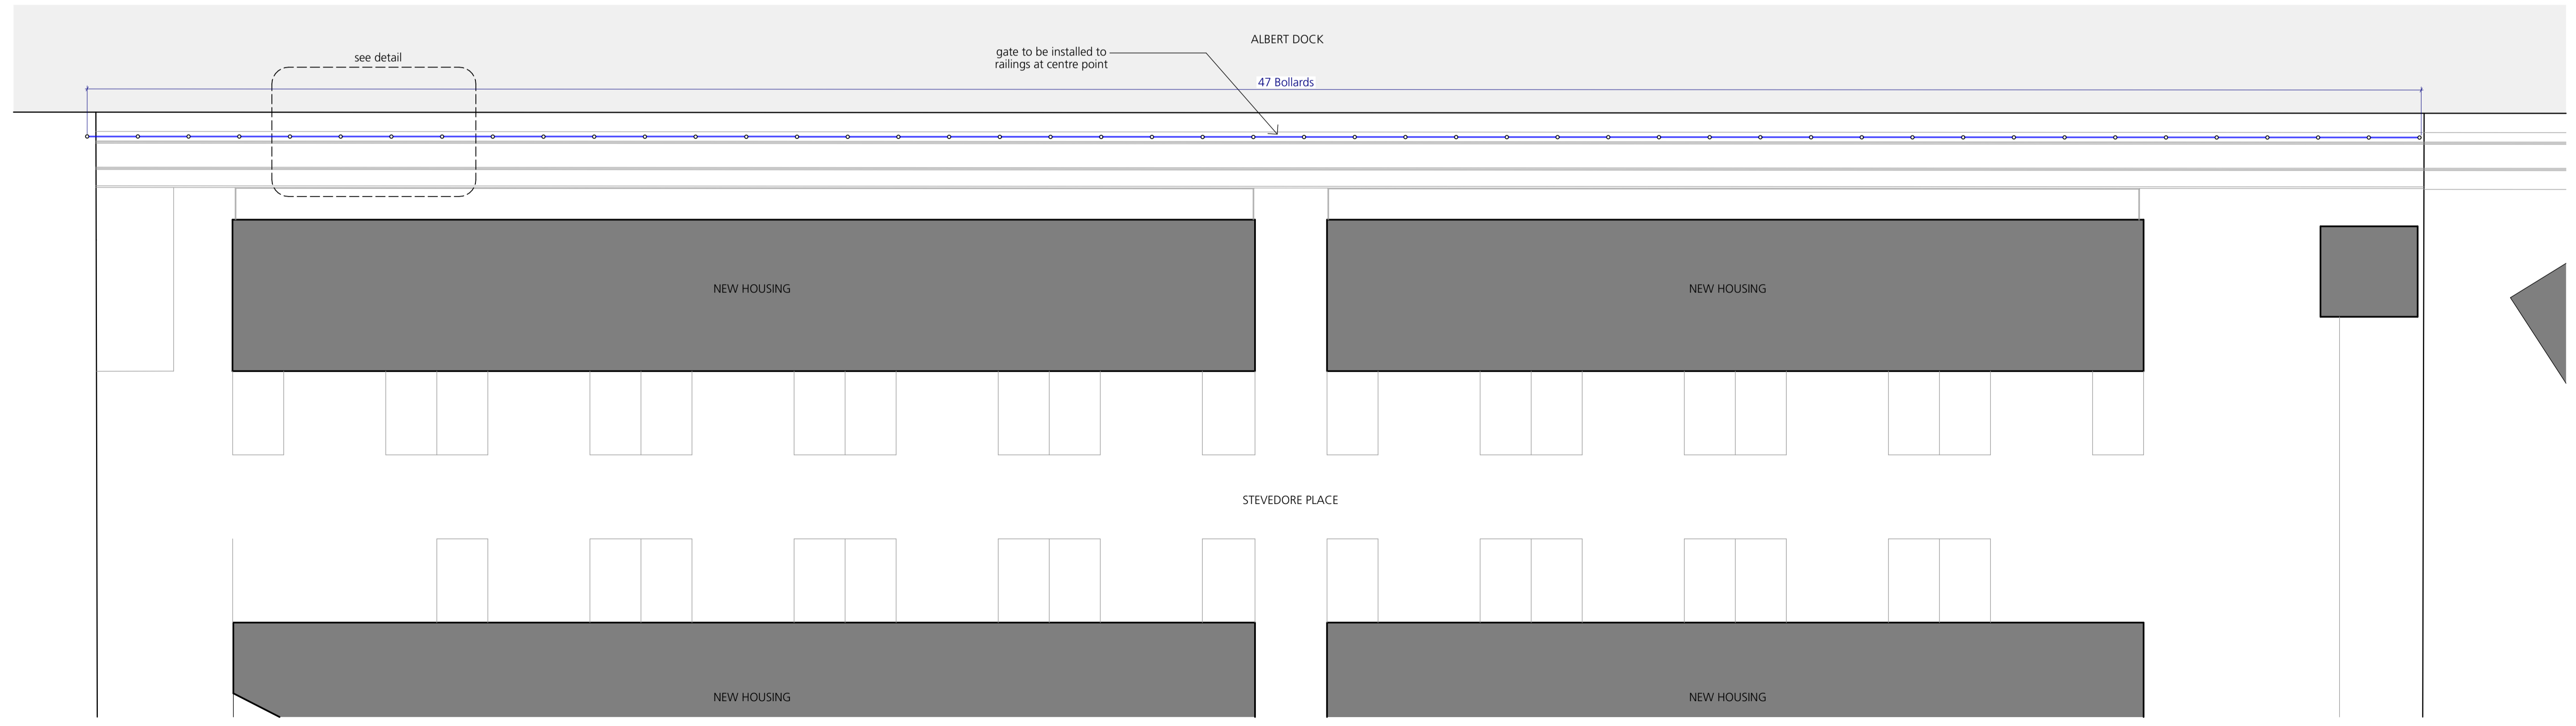 ALBERT DOCK
see detail
gate to be installed to
railings at centre point
47 Bollards
NEW HOUSING
NEW HOUSING
STEVEDORE PLACE
NEW HOUSING
NEW HOUSING